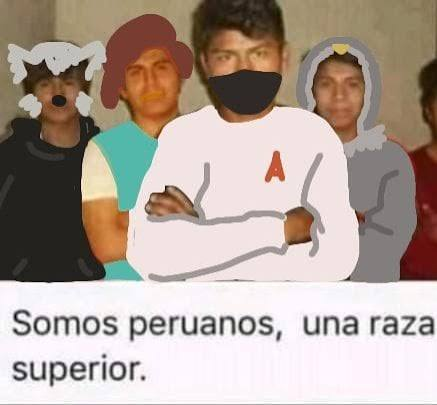 A
Somos peruanos, una raza
superior.